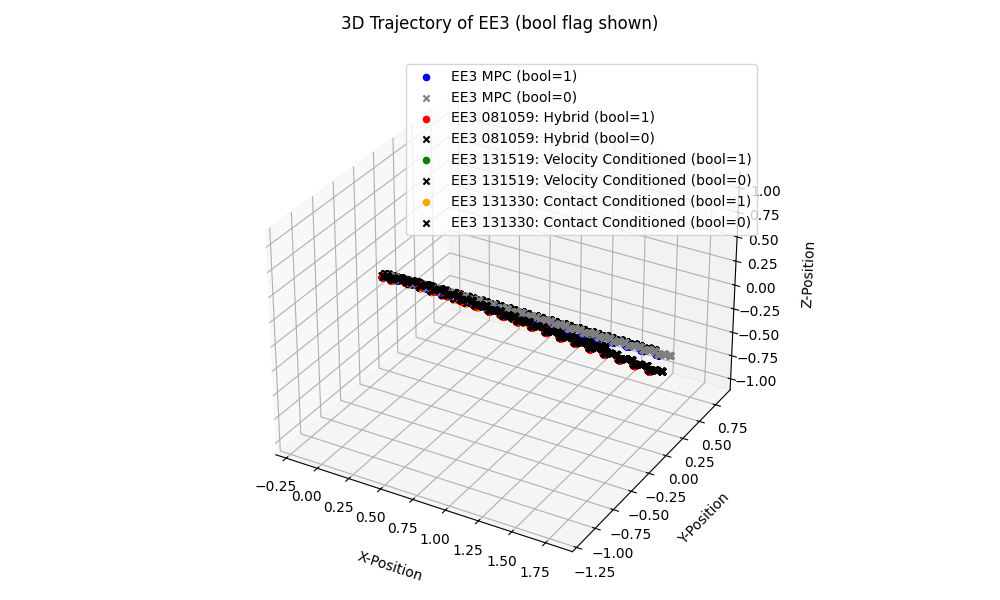 3D Trajectory of EE3 (bool flag shown)
EE3 MPC (bool=1)
EE3 MPC (bool=0)
EE3 081059: Hybrid (bool=1)
EE3 081059: Hybrid (bool=0)
EE3 131519: Velocity Conditioned (bool=1)
EE3 131519: Velocity Conditioned (bool=0)
EE3 131330: Contact Conditioned (bool=1)
EE3 131330: Contact Conditioned (bool=0)
1.00
0.75
0.50
0.25
0.00
−0.25
−0.50
−0.75
−1.00
Z-Position
0.75
0.50
0.25
0.00
−0.25
−0.50
−0.75
−1.00
−1.25
Y-Position
−0.25
0.00
0.25
0.50
0.75
1.00
1.25
1.50
1.75
X-Position